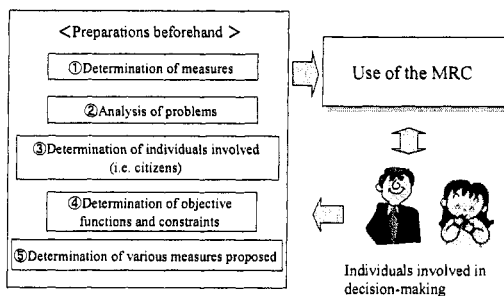 <Preparations beforehand>
①Determination of measures
②Analysis of problems
③Determination of individuals involved
(i.e. citizens)
④Determination of objective
functions and constraints
⑤Determination of various measures proposed
Use of the MRC
Individuals involved in
decision-making